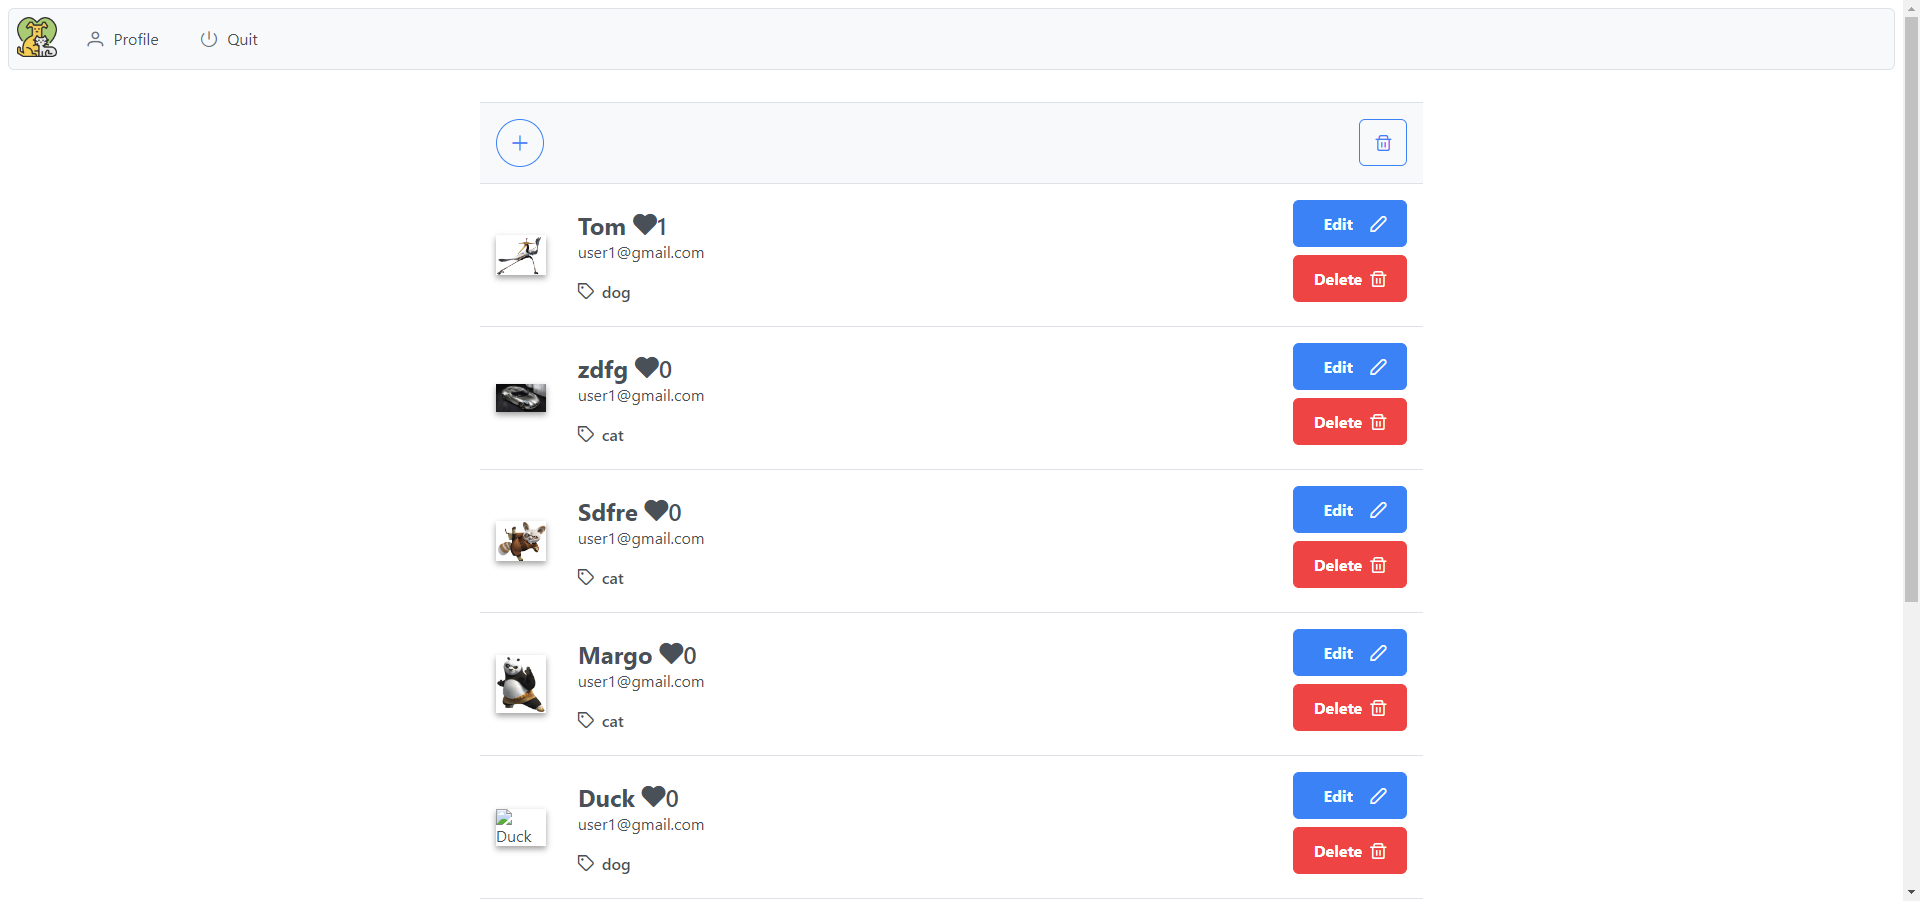 Profile
Quit
Tom 1
user1@gmail.com
dog
Edit
Delete
zdfg 0
user1@gmail.com
cat
Edit
Delete
Sdfre 0
user1@gmail.com
cat
Edit
Delete
Margo 0
user1@gmail.com
cat
Edit
Delete
Duck
Duck 0
user1@gmail.com
dog
Edit
Delete